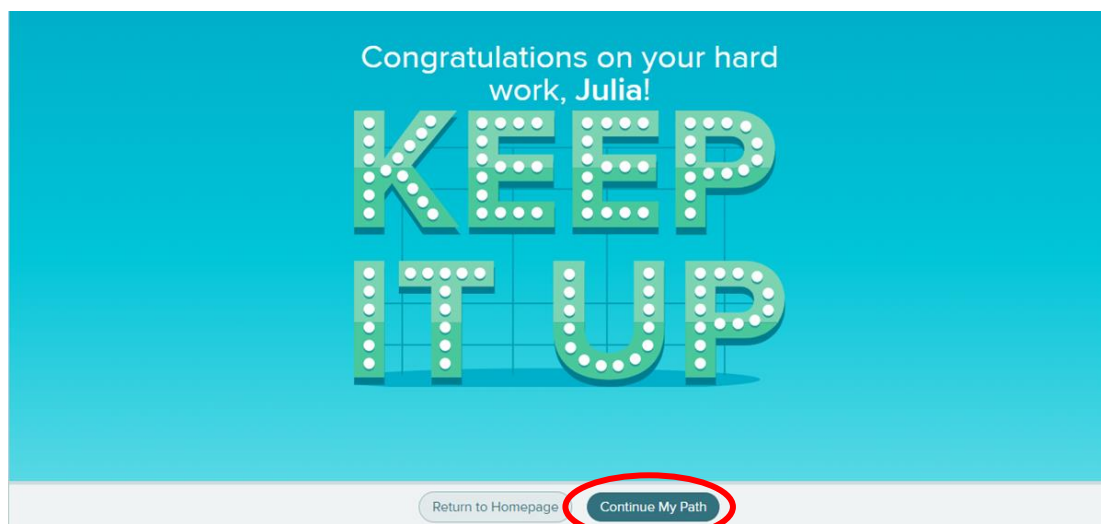 Congratulations on your hard
work, Julia!
KEEP
IT UP
Return to Homepage
Continue My Path